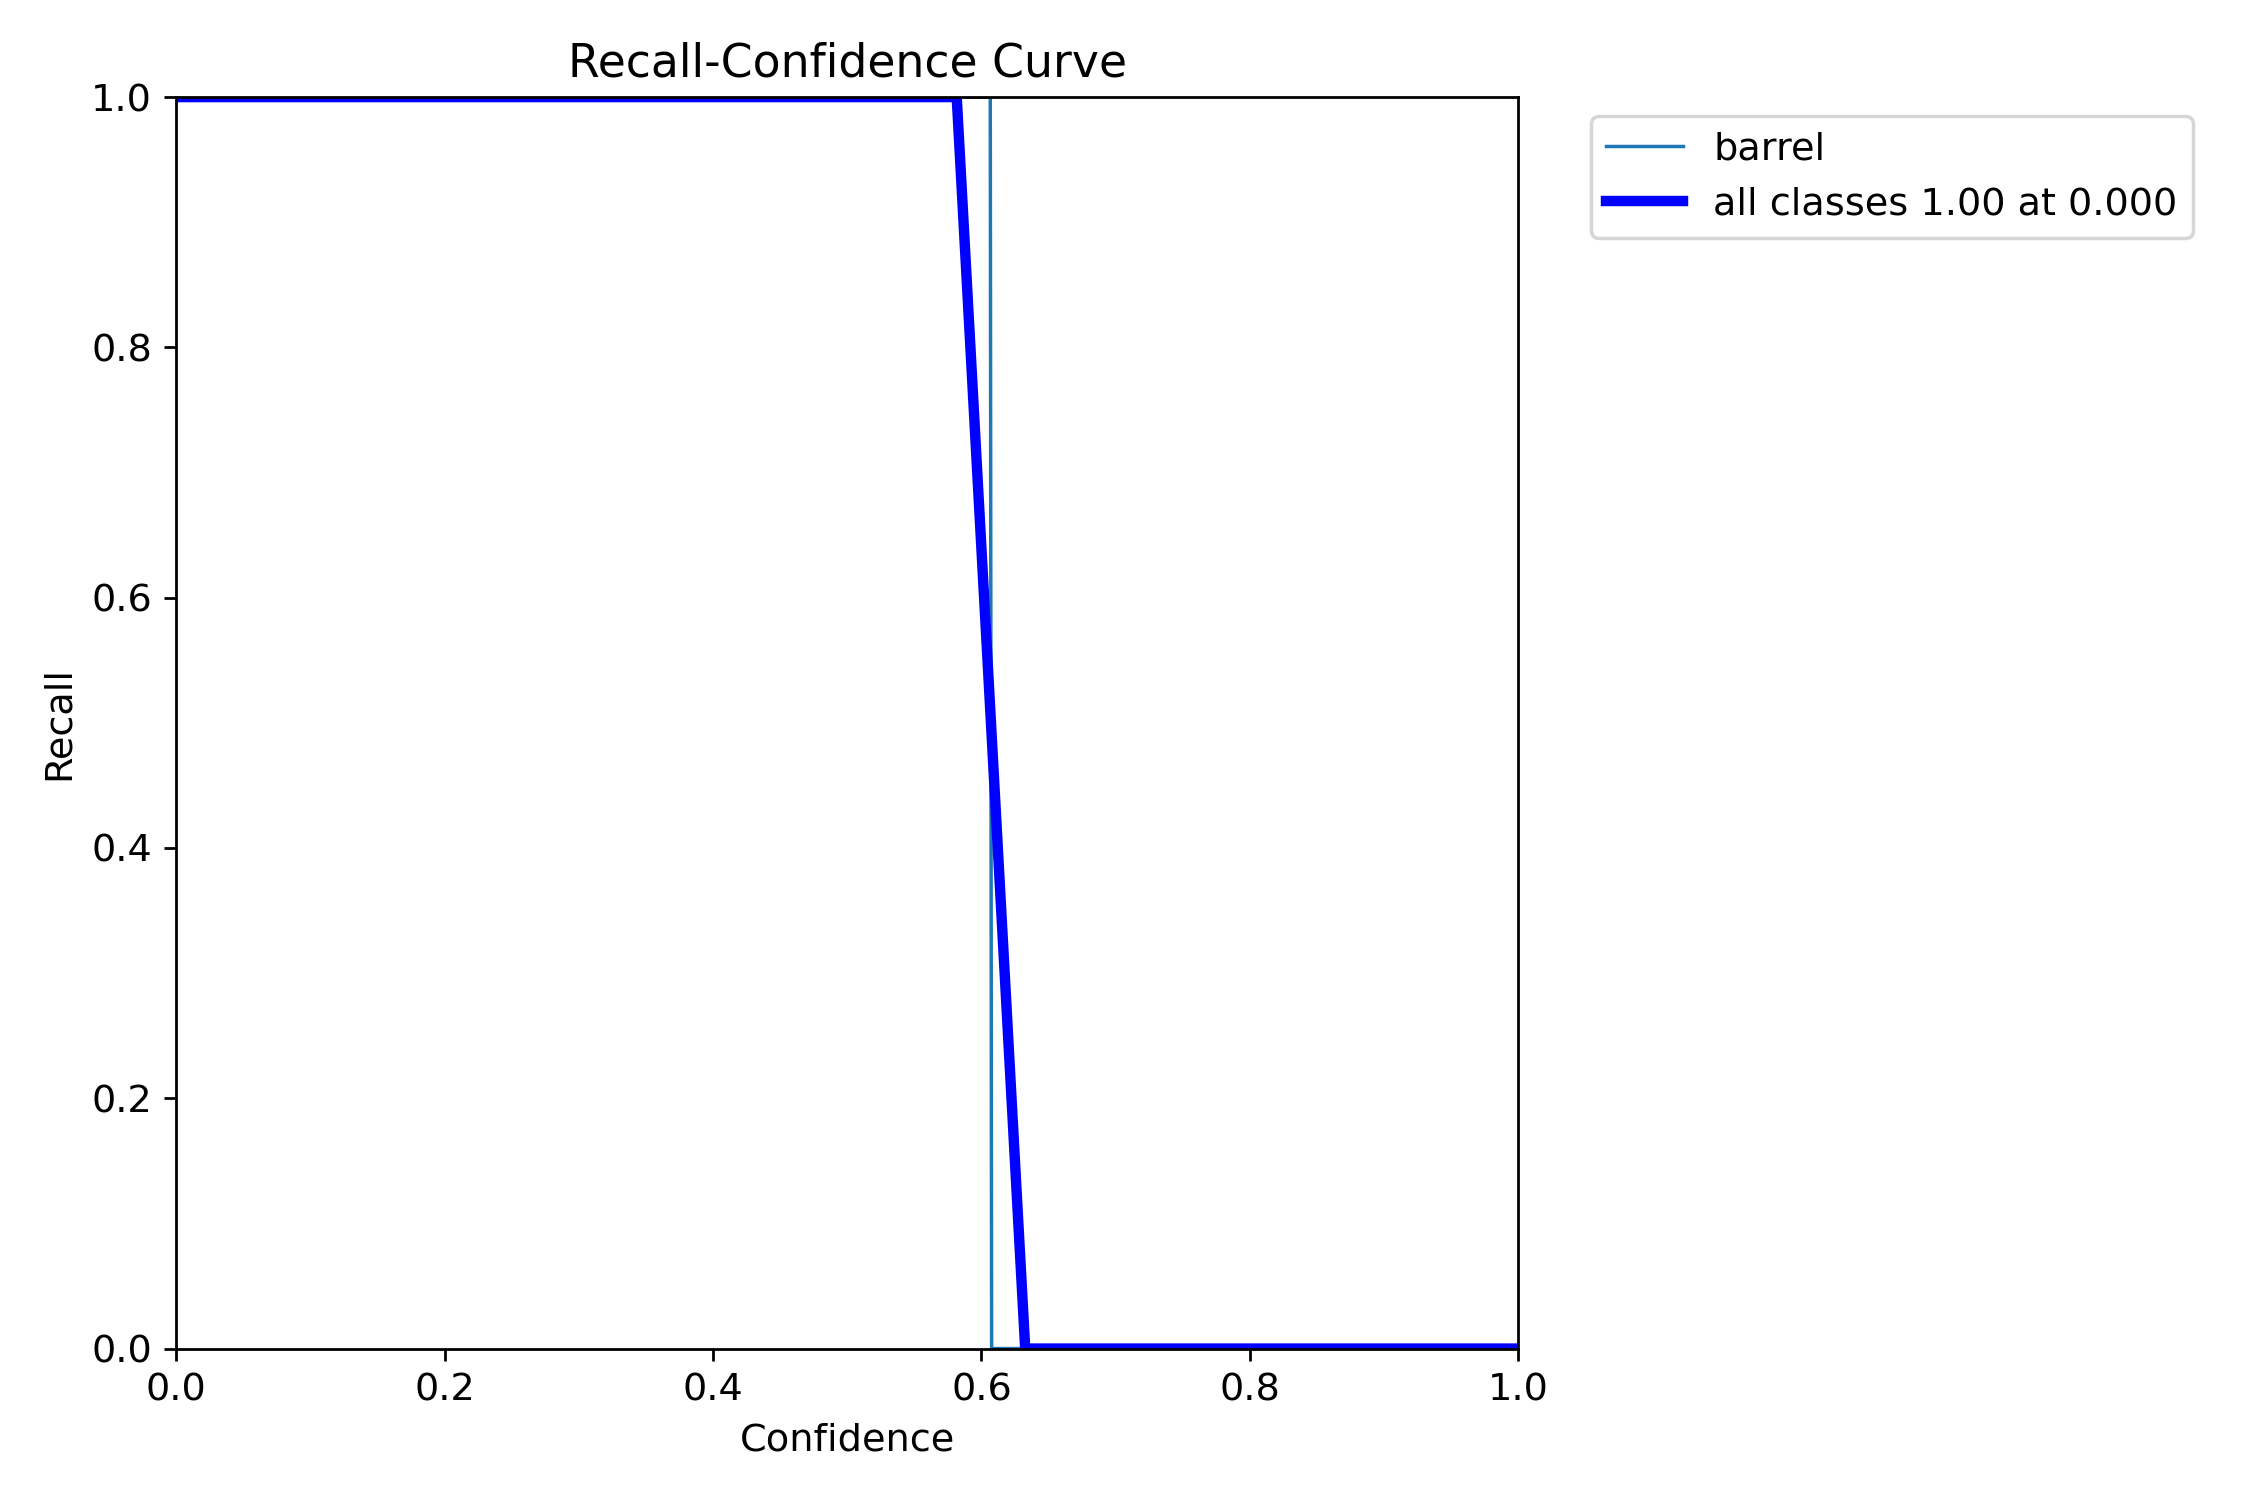 Recall-Confidence Curve
1.0
0.8
0.6
0.4
0.2
0.0
Recall
0.0 0.2 0.4 0.6 0.8 1.0
Confidence
barrel
all classes 1.00 at 0.000